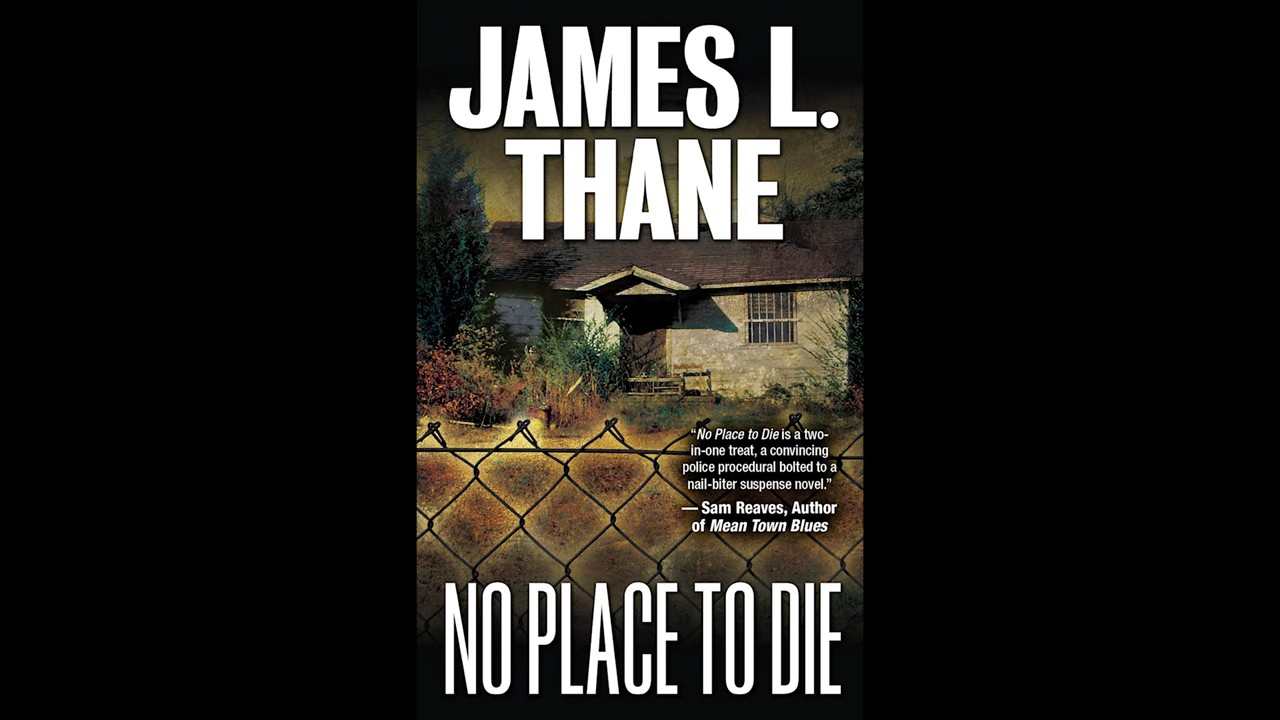 JAMES L.
THANE
“No Place to Die is a two-
in-one treat, a convincing
police procedural bolted to a
nail-biter suspense novel.”
— Sam Reaves, Author
of Mean Town Blues
NO PLACE TO DIE